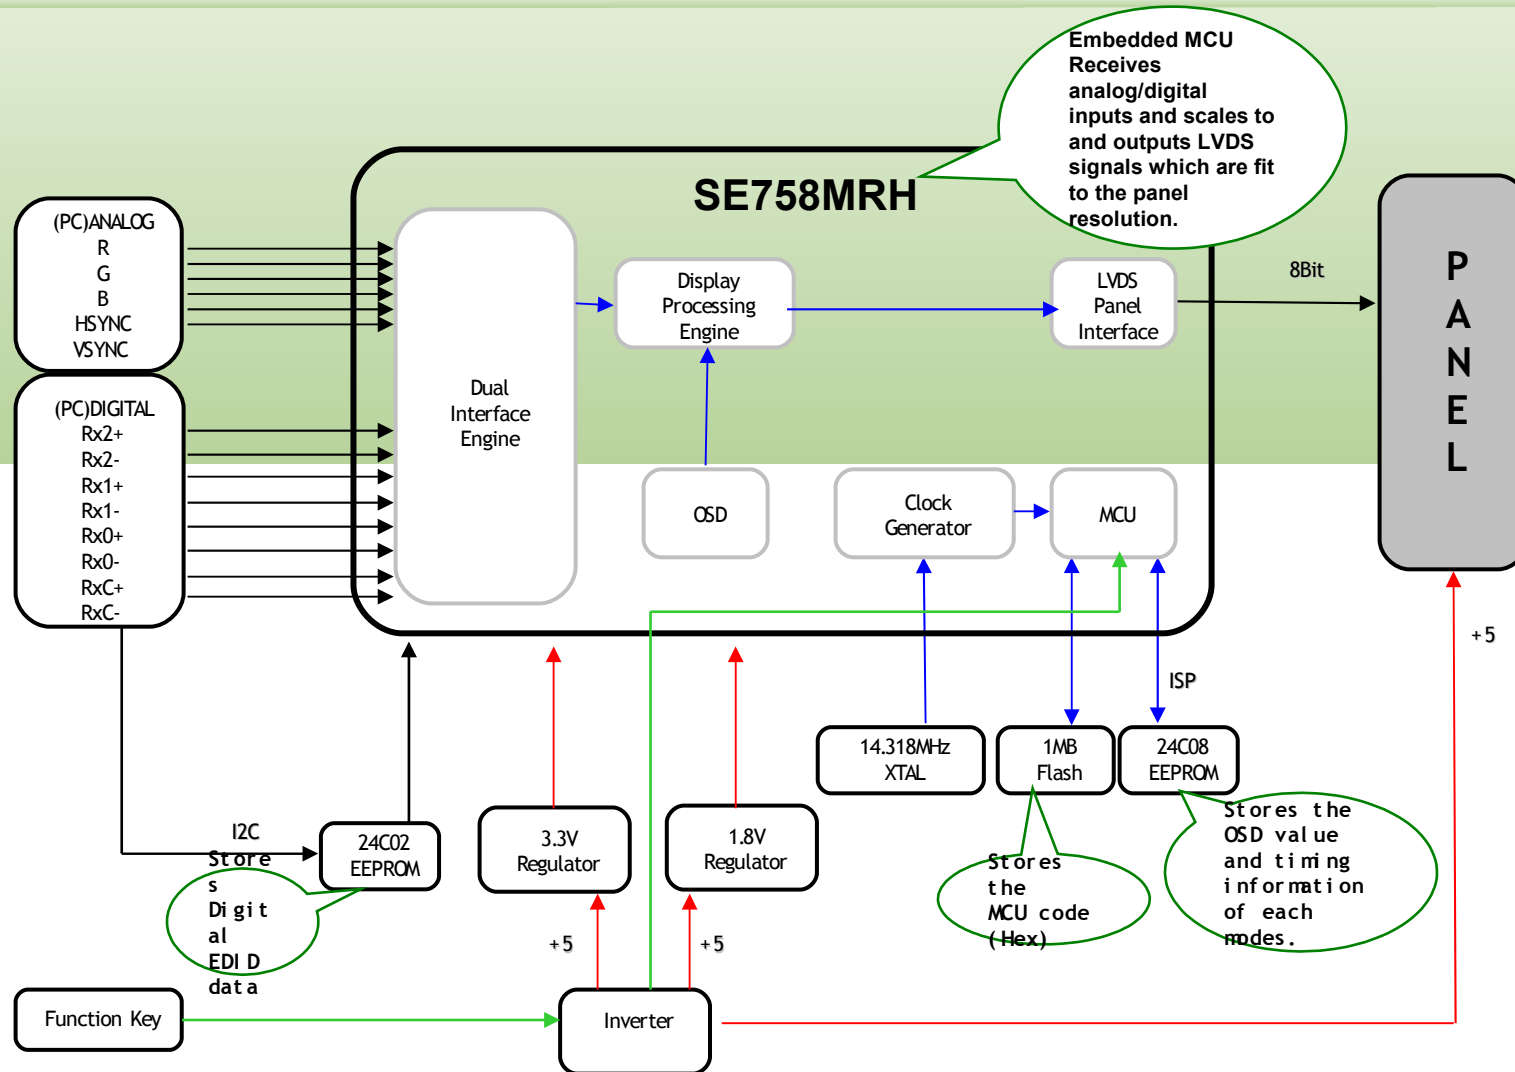 Embedded MCU
Receives
analog/digital
inputs and scales to
and outputs LVDS
signals which are fit
to the panel
resolution.
SE758MRH
(PC)ANALOG
R
G
B
HSYNC
VSYNC
(PC)DIGITAL
Rx2+
Rx2-
Rx1+
Rx1-
Rx0+
Rx0-
RxC+
RxC-
Dual
Interface
Engine
Display
Processing
Engine
LVDS
Panel
Interface
8Bit
P
A
N
E
L
OSD
Clock
Generator
MCU
+5
ISP
14.318MHz
XTAL
1MB
Flash
24C08
EEPROM
I2C
24C02
EEPROM
3.3V
Regulator
1.8V
Regulator
Store
s
Digit
al
EDID
data
Stores
the
MCU code
(Hex)
Stores the
OSD value
and timing
information
of each
modes.
+5
+5
Function Key
Inverter